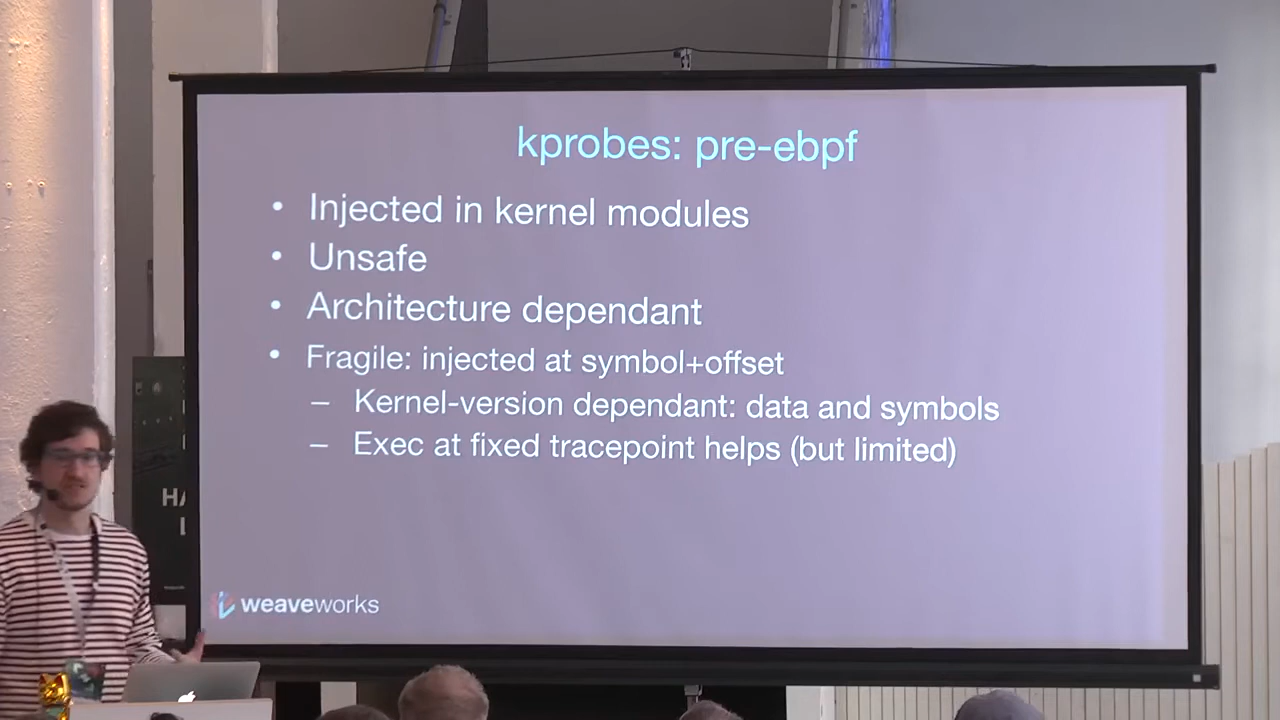 kprobes: pre-ebpf
• Injected in kernel modules
• Unsafe
• Architecture dependant
• Fragile: injected at symbol+offset
– Kernel-version dependant: data and symbols
– Exec at fixed tracepoint helps (but limited)
weaveworks